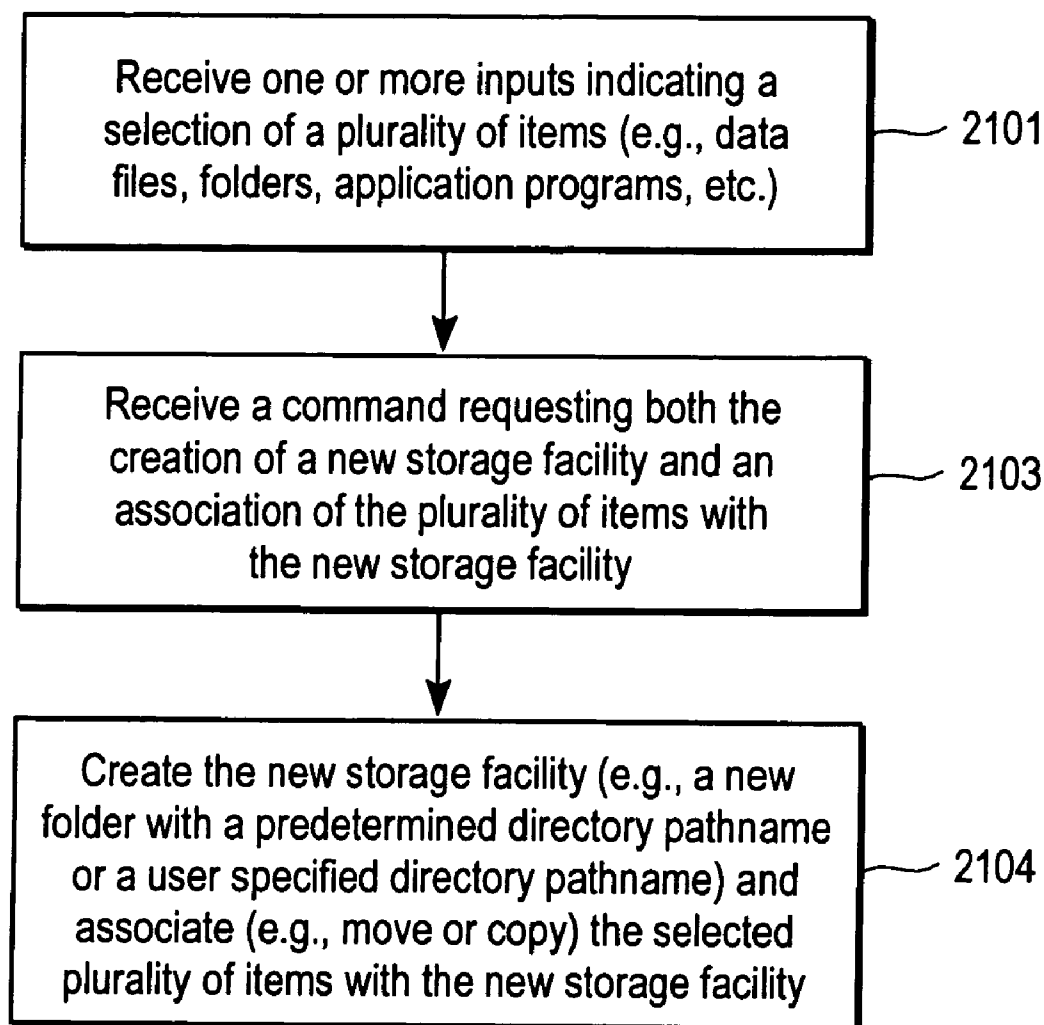 Receive one or more inputs indicating a
selection of a plurality of items (e.g., data
files, folders, application programs, etc.)
2101
Receive a command requesting both the
creation of a new storage facility and an
association of the plurality of items with
the new storage facility
2103
Create the new storage facility (e.g., a new
folder with a predetermined directory pathname
or a user specified directory pathname) and
associate (e.g., move or copy) the selected
plurality of items with the new storage facility
2104